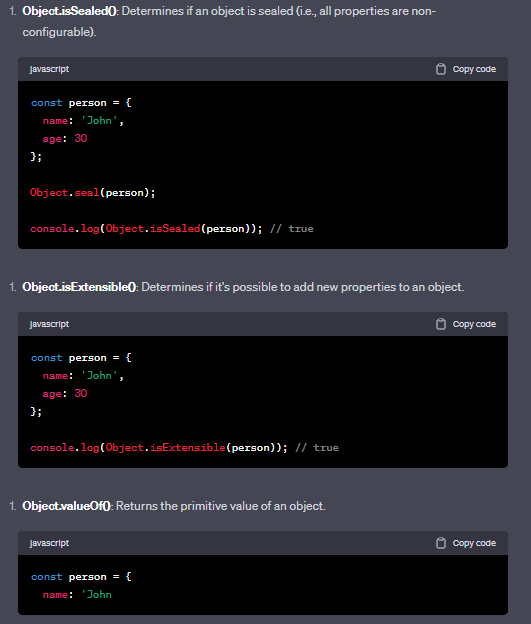 1. Object.isSealed(): Determines if an object is sealed (i.e., all properties are non-
configurable).
javascript Copy code
const person = {
name: 'John',
age: 30
};
Object.seal(person);
console.log(Object.isSealed(person)); // true
1. Object.isExtensible(): Determines if it's possible to add new properties to an object.
javascript Copy code
const person = {
name: 'John',
age: 30
};
console.log(Object.isExtensible(person)); // true
1. Object.valueOf(): Returns the primitive value of an object.
javascript Copy code
const person = {
name: 'John